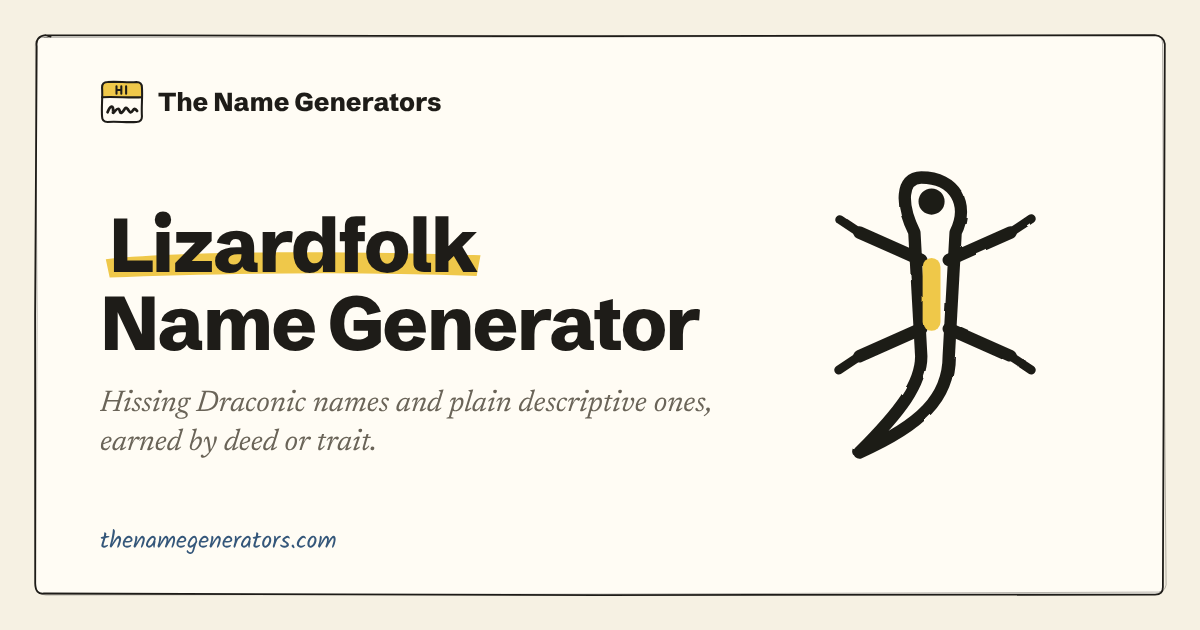 HI
The Name Generators
Lizardfolk
Name Generator
Hissing Draconic names and plain descriptive ones,
earned by deed or trait.
thenamegenerators.com